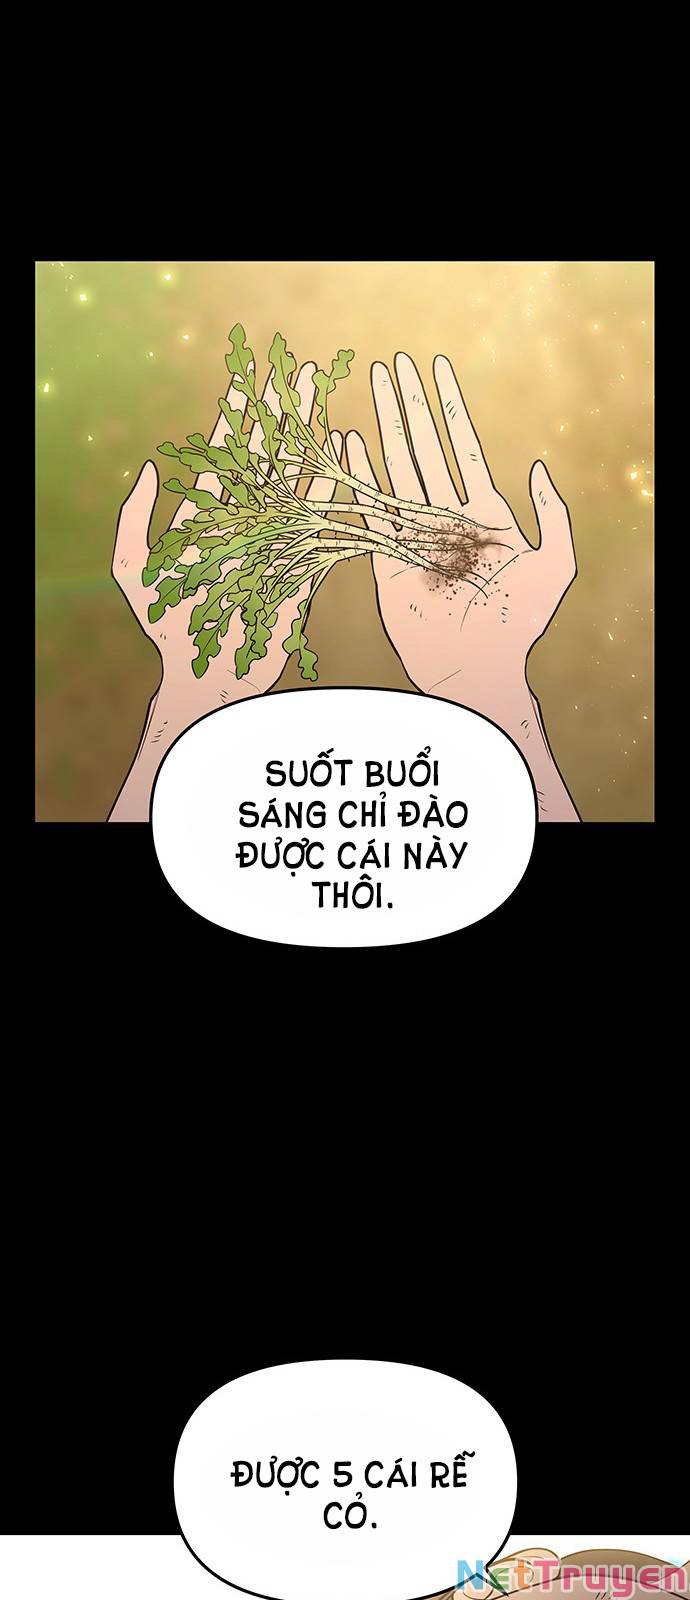 SUỐT BUỔI
SÁNG CHỈ ĐÀO
ĐƯỢC CÁI NÀY
THÔI.
ĐƯỢC 5 CÁI RỄ
CỎ.
NetTruyen